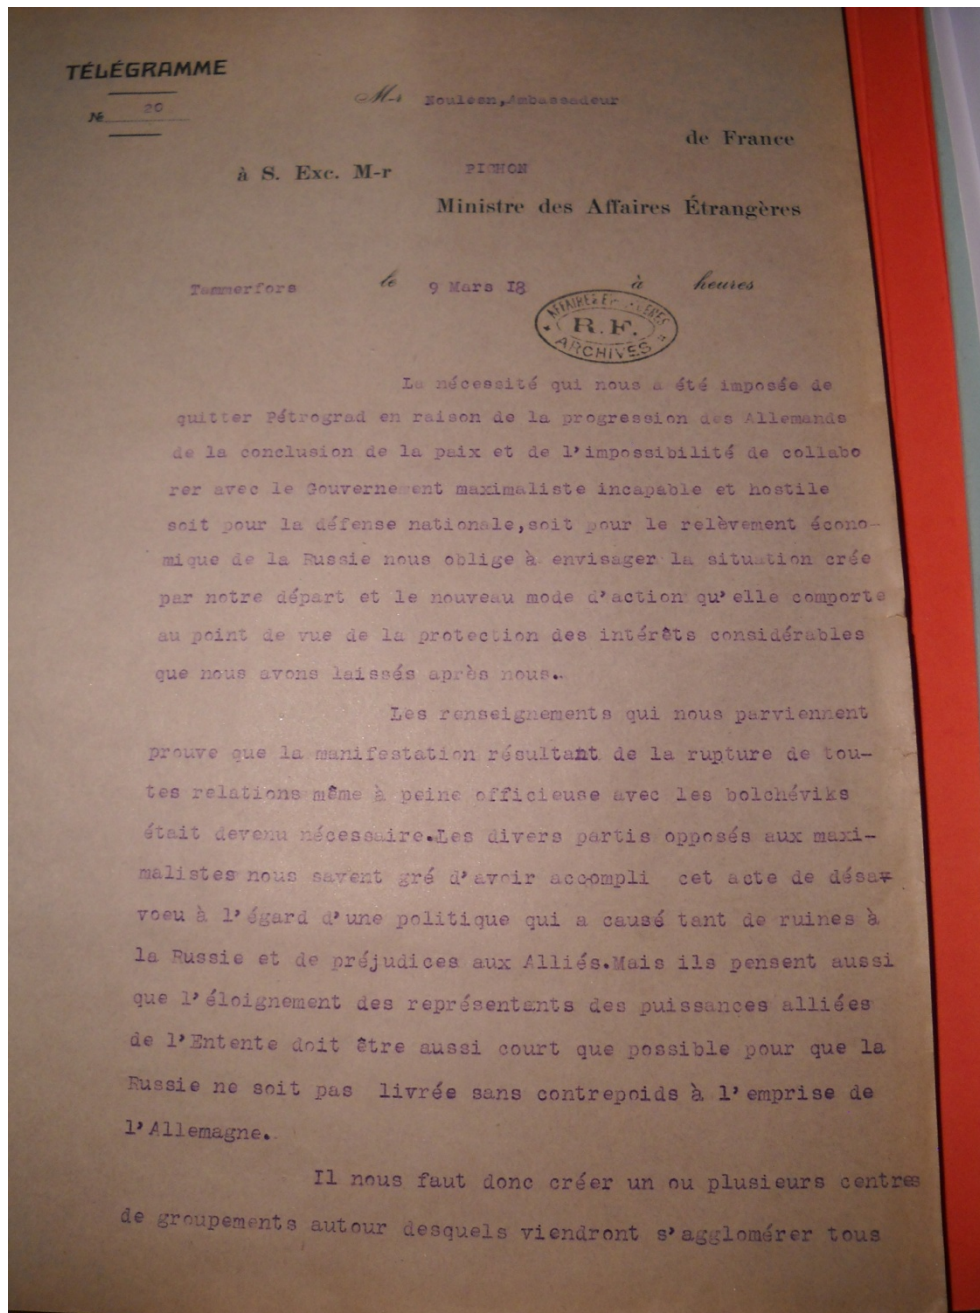 TÉLÉGRAMME
№ 20
M-r Noulesn, Ambassadeur
de France
à S. Exc. M-r PICHON
Ministre des Affaires Étrangères
Tammerfors le 9 Mars I8 à heures
AFFAIRES ETRANGERES
R. F.
ARCHIVES
La nécessité qui nous a été imposée de
quitter Pétrograd en raison de la progression des Allemands
de la conclusion de la paix et de l'impossibilité de collabo
rer avec le Gouvernement maximaliste incapable et hostile
soit pour la défense nationale,soit pour le relèvement écono-
mique de la Russie nous oblige à envisager la situation crée
par notre départ et le nouveau mode d'action qu'elle comporte
au point de vue de la protection des intérêts considérables
que nous avons laissés après nous..
Les renseignements qui nous parviennent
prouve que la manifestation résultant de la rupture de tou-
tes relations même à peine officieuse avec les bolchéviks
était devenu nécessaire.Les divers partis opposés aux maxi-
malistes nous savent gré d'avoir accompli cet acte de désa-
voeu à l'égard d'une politique qui a causé tant de ruines à
la Russie et de préjudices aux Alliés.Mais ils pensent aussi
que l'éloignement des représentants des puissances alliées
de l'Entente doit être aussi court que possible pour que la
Russie ne soit pas livrée sans contrepoids à l'emprise de
l'Allemagne..
Il nous faut donc créer un ou plusieurs centres
de groupements autour desquels viendront s'agglomérer tous